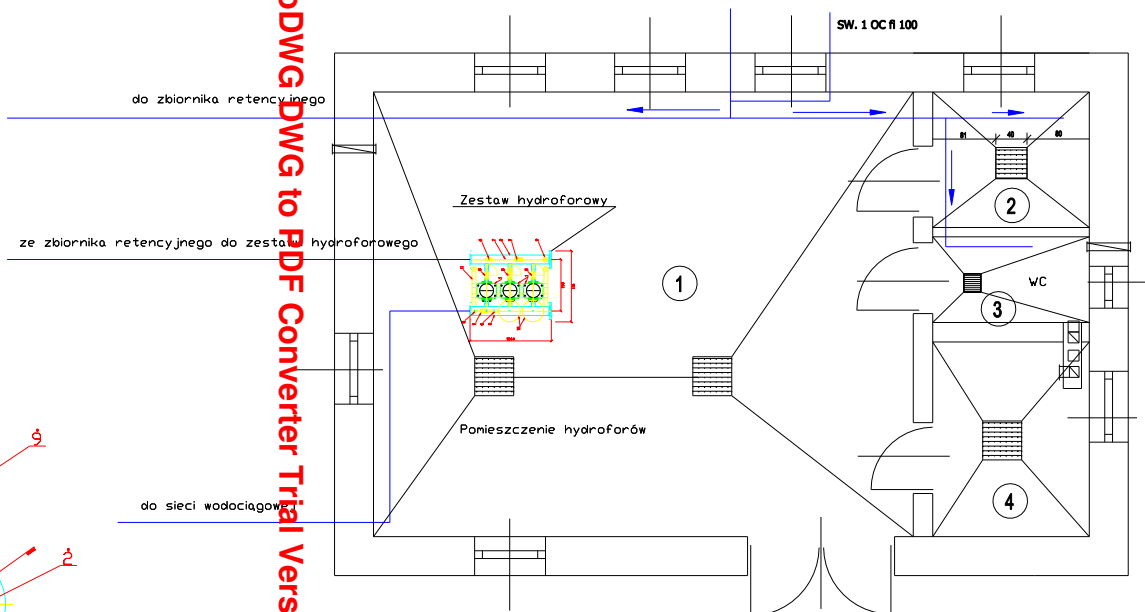 SW. 1 OC fi 100
do zbiornika retencyjnego
81 40 80
Zestaw hydroforowy
2
ze zbiornika retencyjnego do zestawu hydroforowego
1
WC
3
Pomieszczenie hydroforów
4
do sieci wodociągowej
oDWG DWG to PDF Converter Trial Vers